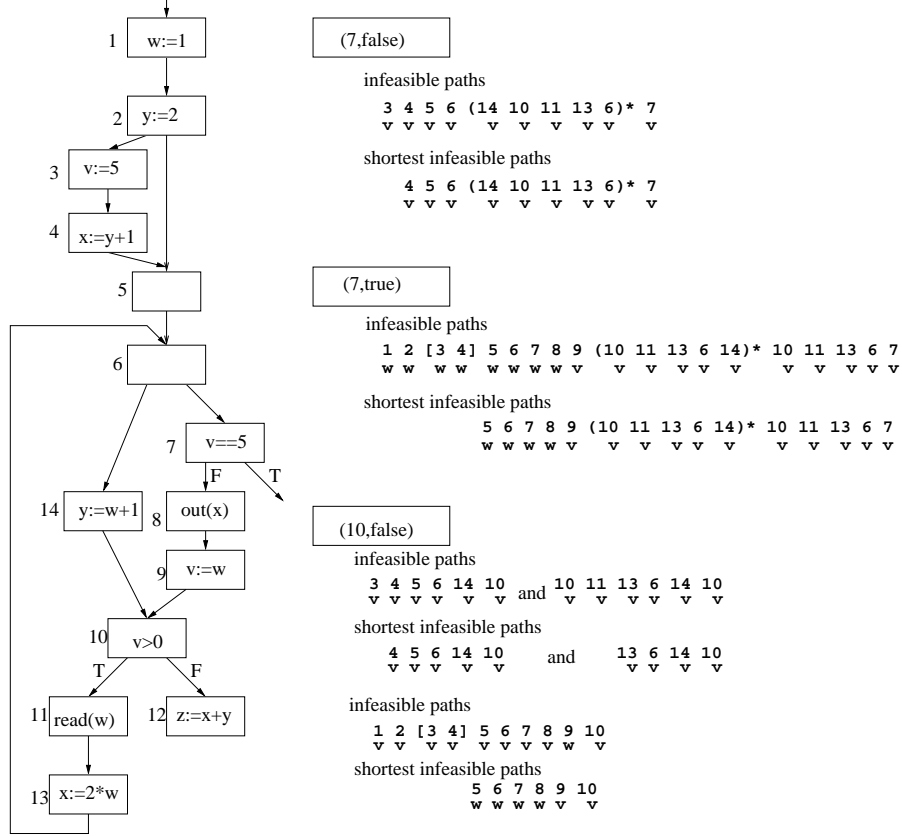 1 w:=1
2 y:=2
3 v:=5
4 x:=y+1
5
6
7 v==5
F T
14 y:=w+1
8 out(x)
9 v:=w
10 v>0
T F
11 read(w)
12 z:=x+y
13 x:=2*w
(7,false)
infeasible paths
3 4 5 6 (14 10 11 13 6)* 7
v v v v v v v v v v
shortest infeasible paths
4 5 6 (14 10 11 13 6)* 7
v v v v v v v v v
(7,true)
infeasible paths
1 2 [3 4] 5 6 7 8 9 (10 11 13 6 14)* 10 11 13 6 7
w w w w w w w w v v v v v v v v v v v
shortest infeasible paths
5 6 7 8 9 (10 11 13 6 14)* 10 11 13 6 7
w w w w v v v v v v v v v v v
(10,false)
infeasible paths
3 4 5 6 14 10 and 10 11 13 6 14 10
v v v v v v v v v v v v
shortest infeasible paths
4 5 6 14 10 and 13 6 14 10
v v v v v v v v v
infeasible paths
1 2 [3 4] 5 6 7 8 9 10
v v v v v v v v w v
shortest infeasible paths
5 6 7 8 9 10
w w w w v v